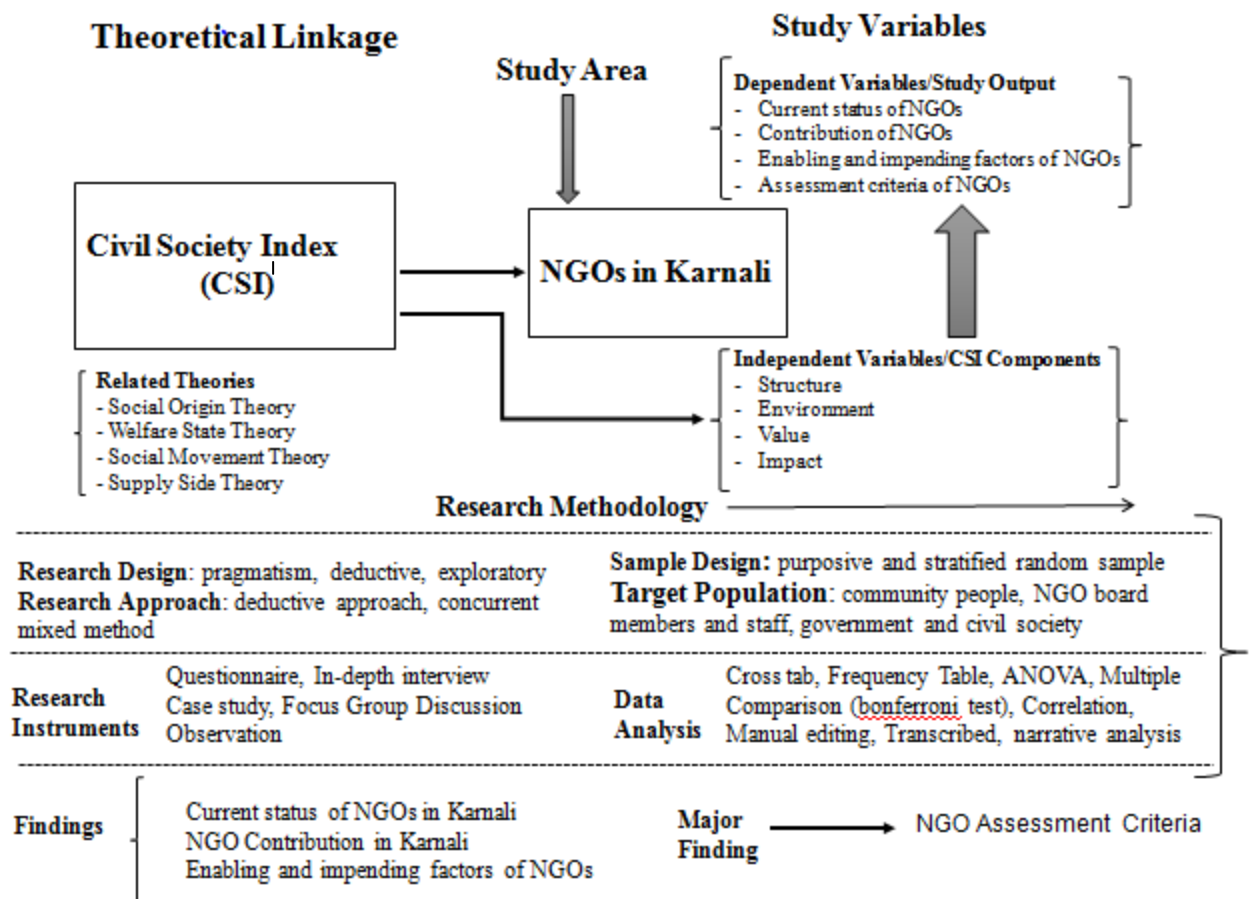 Theoretical Linkage
Study Variables
Study Area
Dependent Variables/Study Output
- Current status of NGOs
- Contribution of NGOs
- Enabling and impending factors of NGOs
- Assessment criteria of NGOs
Civil Society Index
(CSI)
NGOs in Karnali
Related Theories
- Social Origin Theory
- Welfare State Theory
- Social Movement Theory
- Supply Side Theory
Independent Variables/CSI Components
- Structure
- Environment
- Value
- Impact
Research Methodology
Research Design: pragmatism, deductive, exploratory
Research Approach: deductive approach, concurrent
mixed method
Sample Design: purposive and stratified random sample
Target Population: community people, NGO board
members and staff, government and civil society
Research
Instruments
Questionnaire, In-depth interview
Case study, Focus Group Discussion
Observation
Data
Analysis
Cross tab, Frequency Table, ANOVA, Multiple
Comparison (bonferroni test), Correlation,
Manual editing, Transcribed, narrative analysis
Findings
Current status of NGOs in Karnali
NGO Contribution in Karnali
Enabling and impending factors of NGOs
Major
Finding
NGO Assessment Criteria